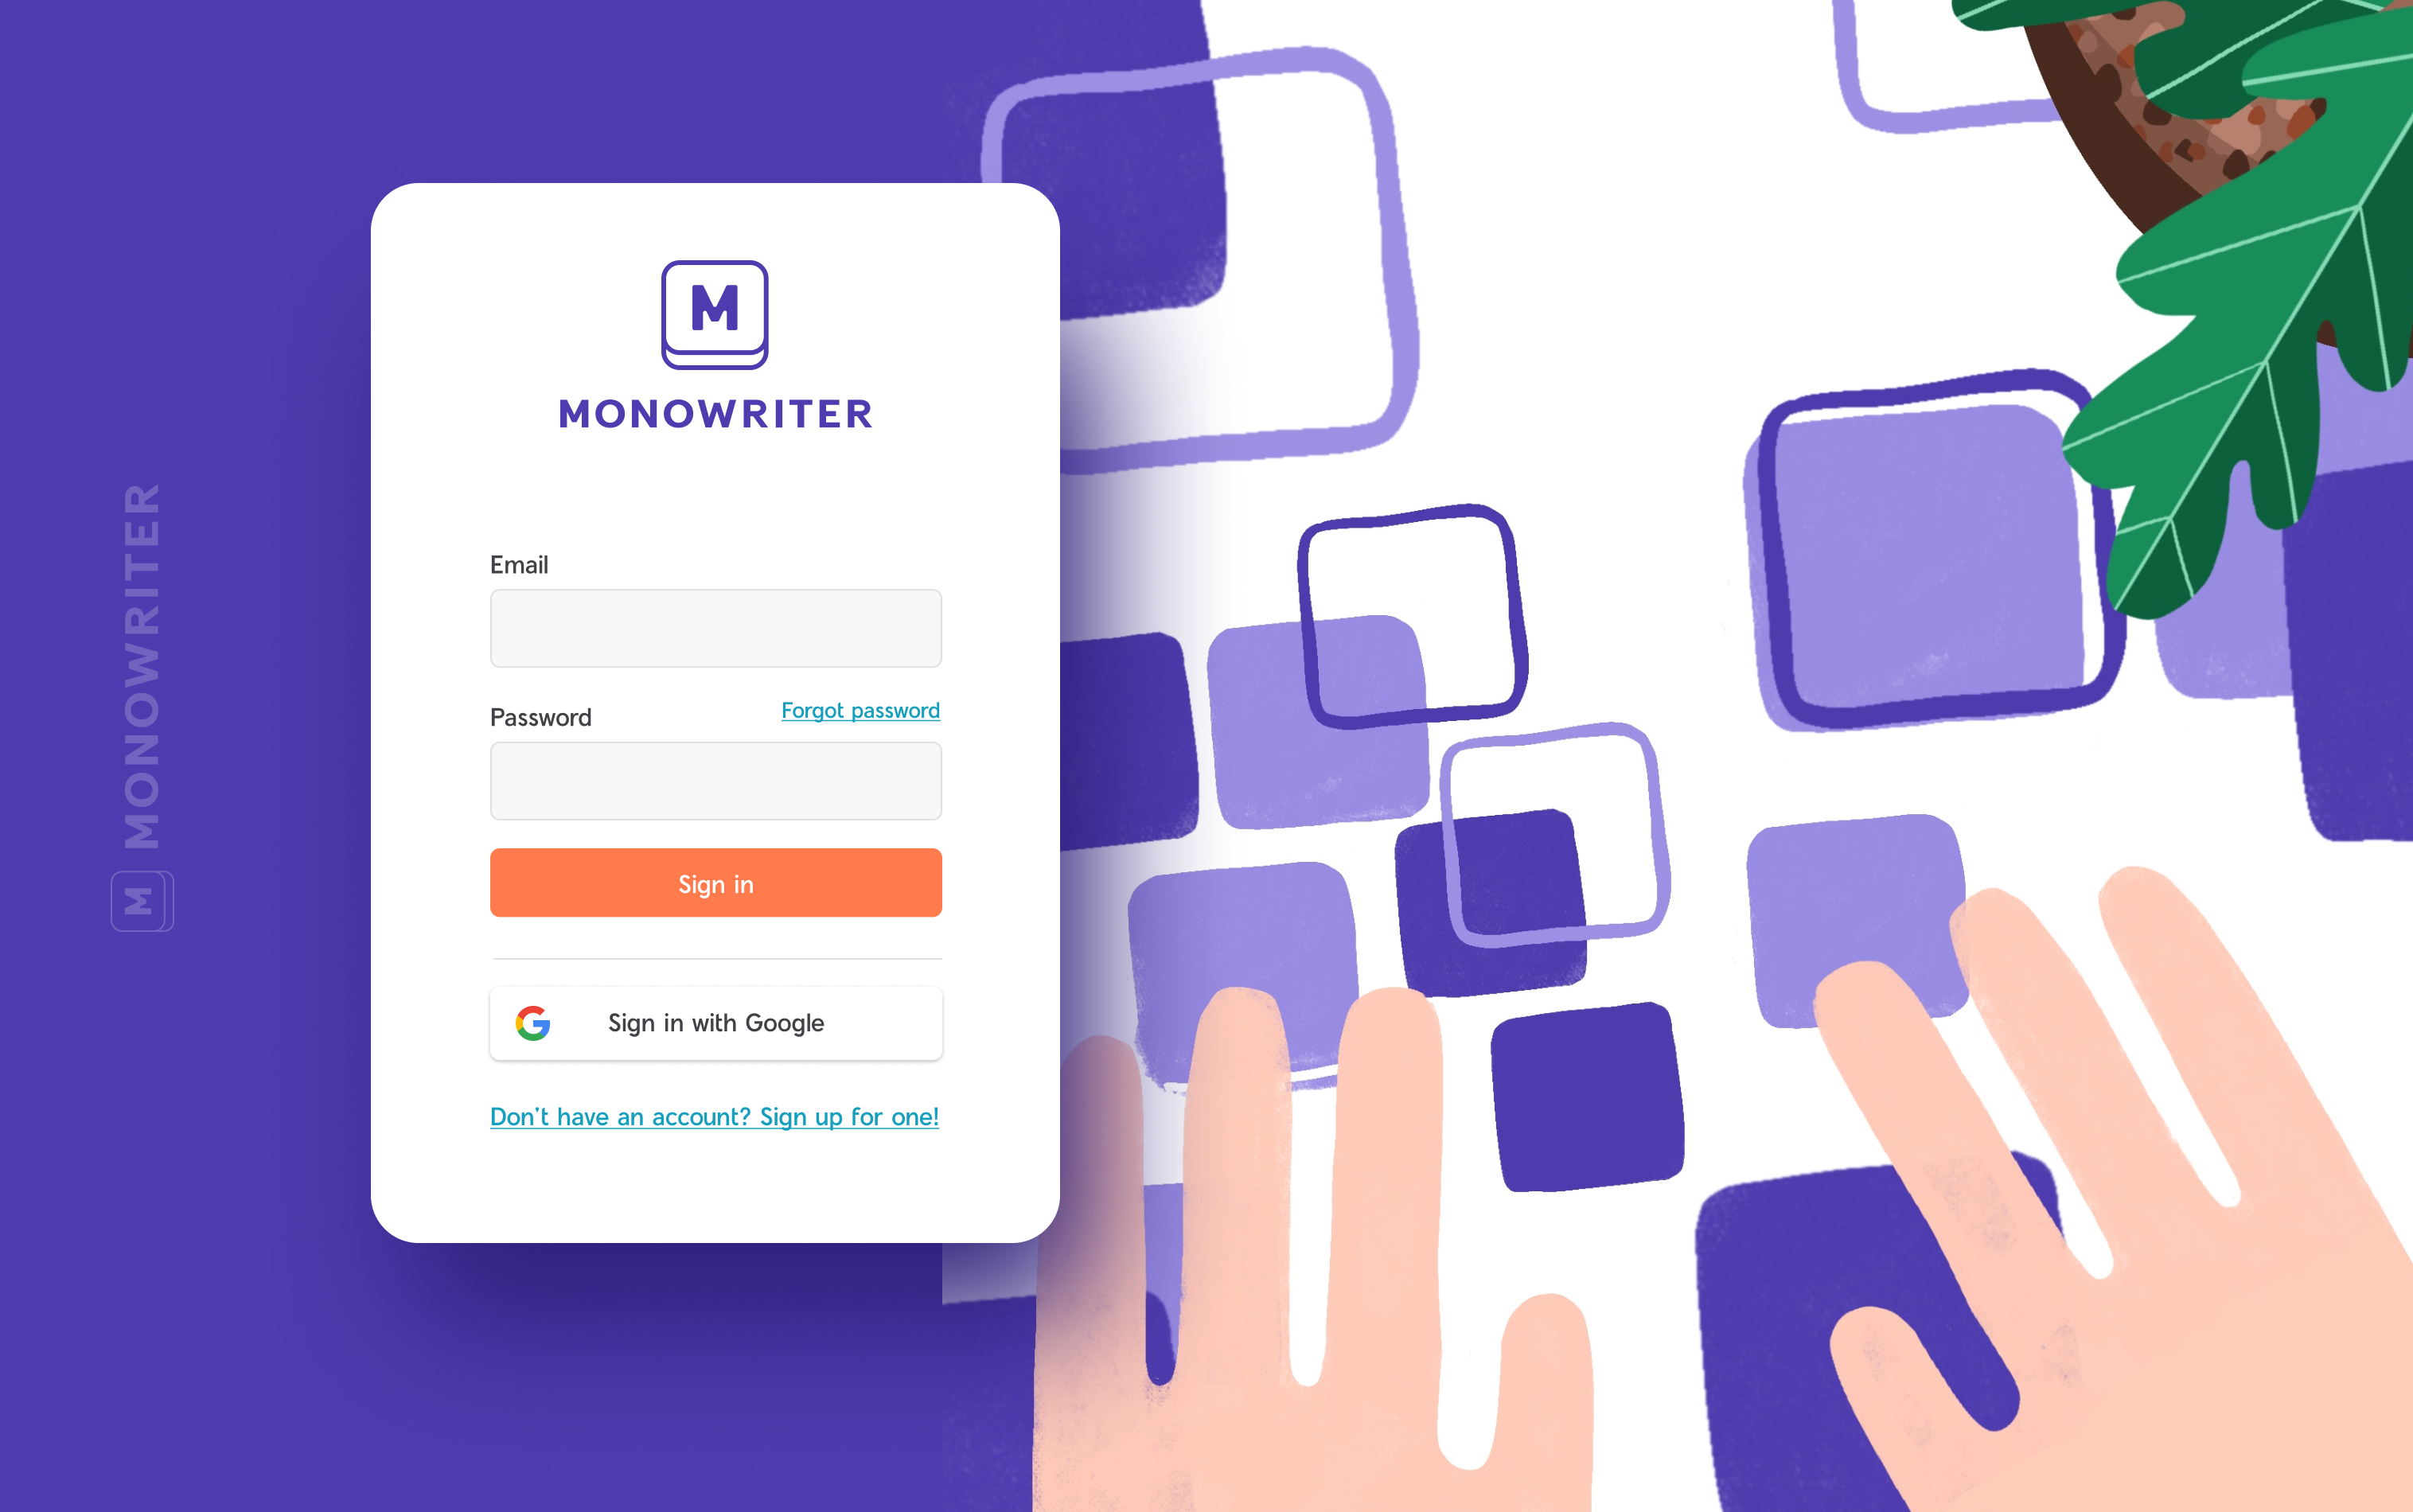 M
MONOWRITER
M MONOWRITER
Email
Password
Forgot password
Sign in
Sign in with Google
Don't have an account? Sign up for one!